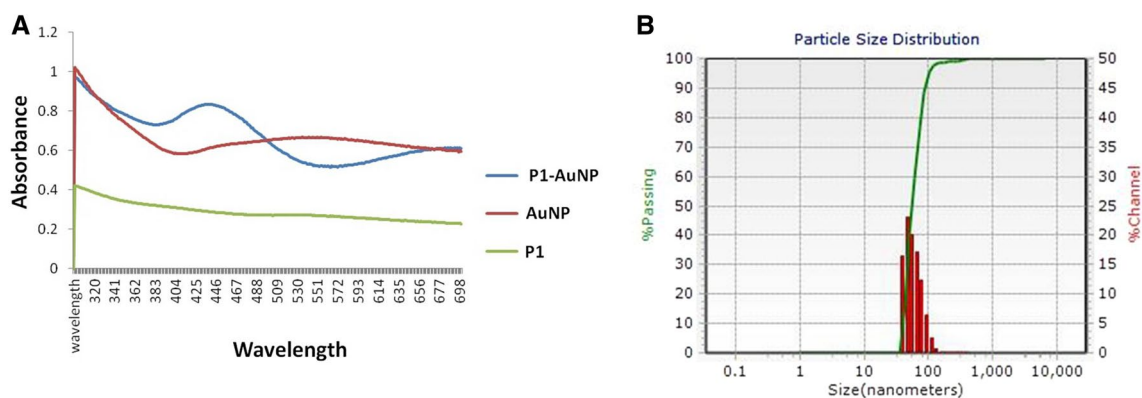 A
1.2
1
0.8
0.6
0.4
0.2
0
Absorbance
wavelength
320 341 362 383 404 425 446 467 488 509 530 551 572 593 614 635 656 677 698
Wavelength
P1-AuNP
AuNP
P1
B
Particle Size Distribution
100
90
80
70
60
50
40
30
20
10
0
%Passing
50
45
40
35
30
25
20
15
10
5
0
%Channel
0.1 1 10 100 1,000 10,000
Size(nanometers)